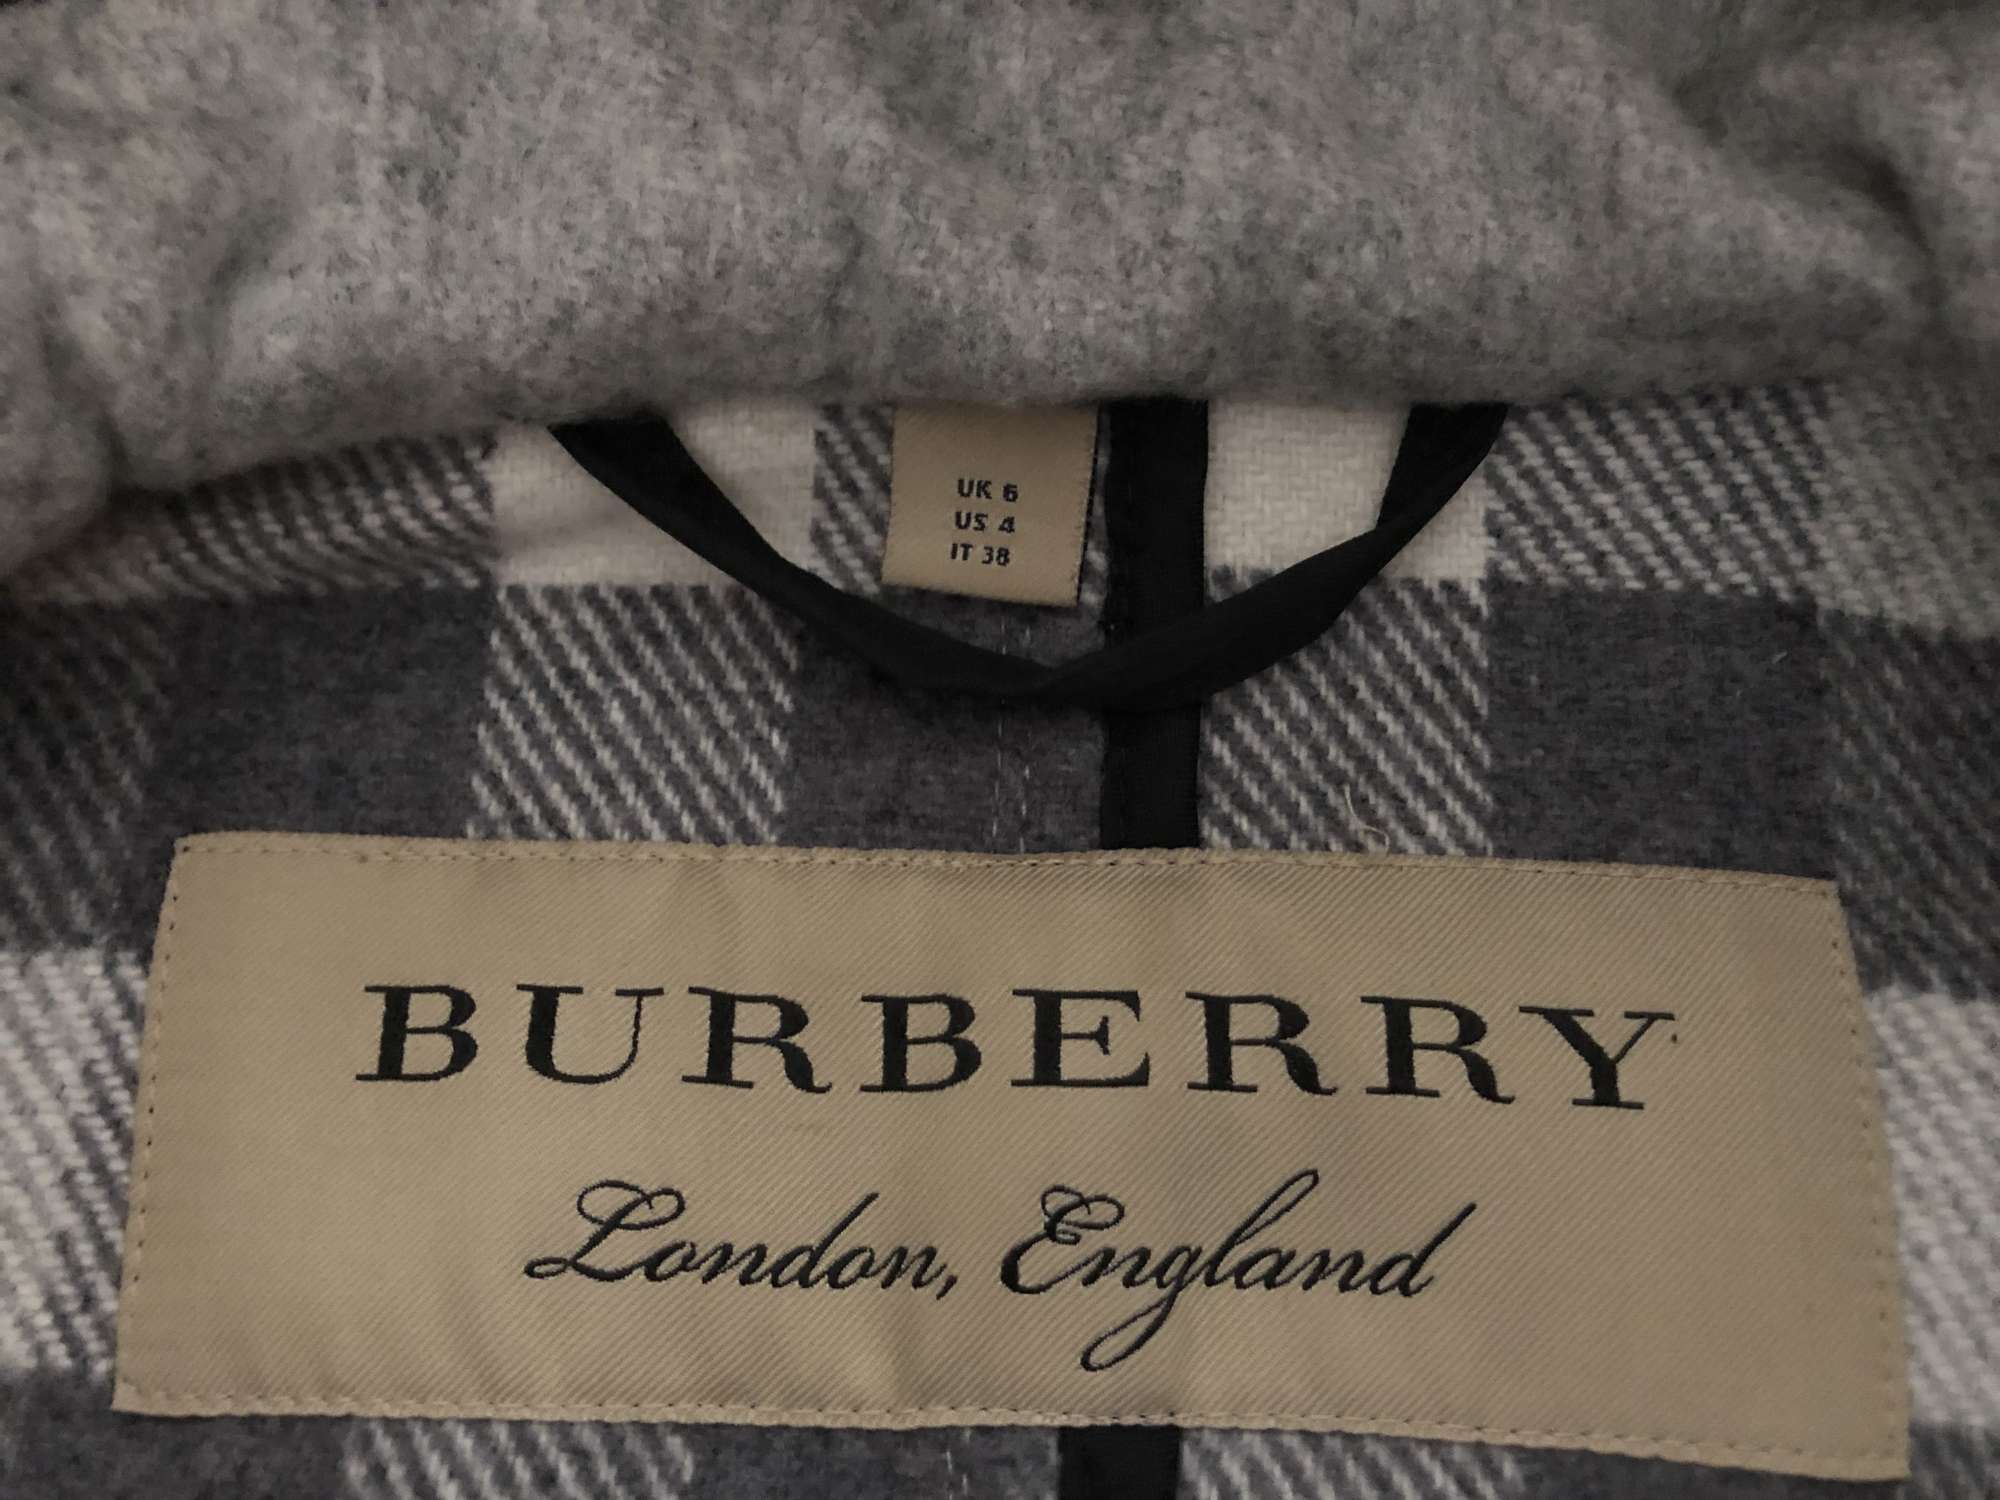 UK 6
US 4
IT 38
BURBERRY
London, England